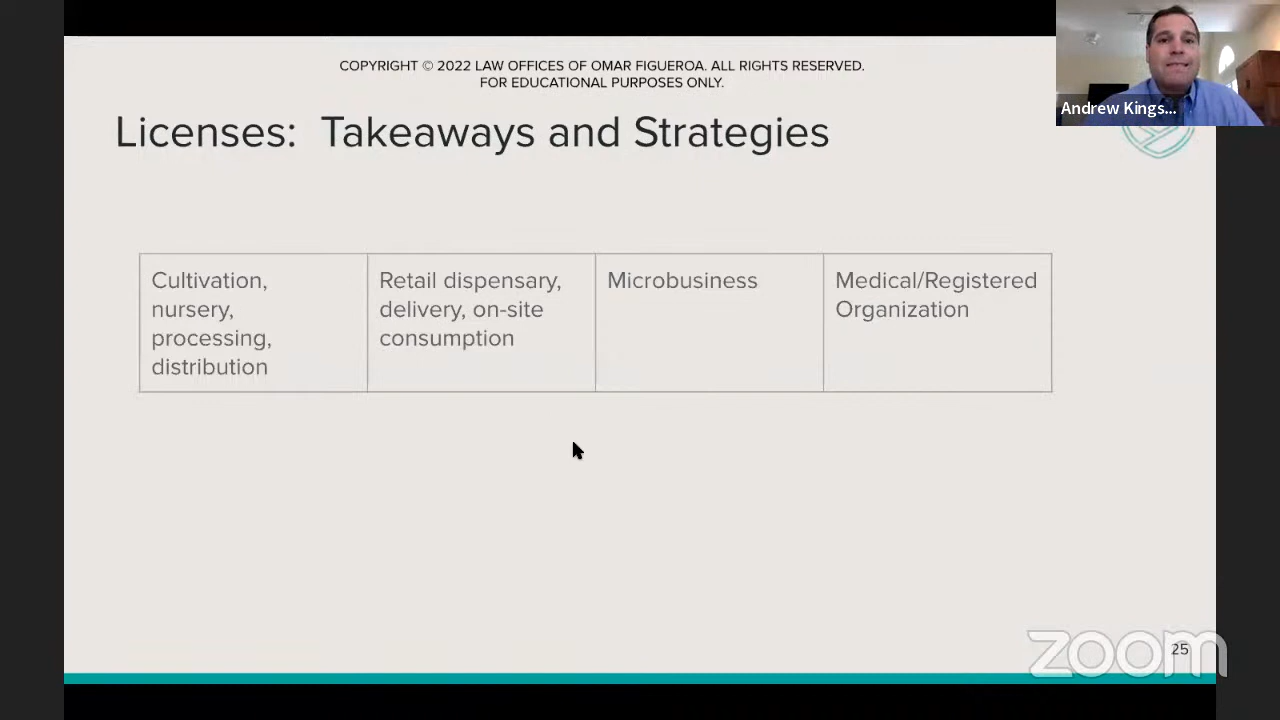 COPYRIGHT © 2022 LAW OFFICES OF OMAR FIGUEROA. ALL RIGHTS RESERVED.
FOR EDUCATIONAL PURPOSES ONLY.
Andrew Kings...
Licenses: Takeaways and Strategies
Cultivation,
nursery,
processing,
distribution
Retail dispensary,
delivery, on-site
consumption
Microbusiness
Medical/Registered
Organization
zoom
25